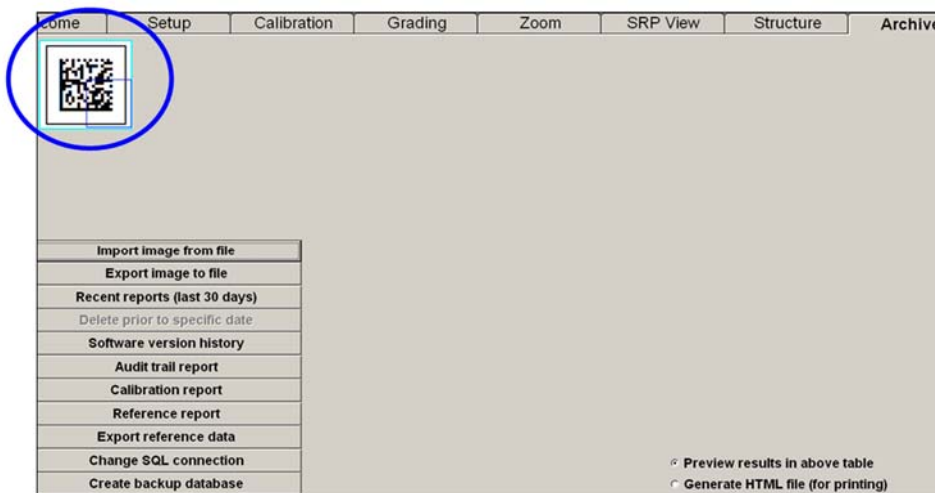 come Setup Calibration Grading Zoom SRP View Structure Archive
Import image from file
Export image to file
Recent reports (last 30 days)
Delete prior to specific date
Software version history
Audit trail report
Calibration report
Reference report
Export reference data
Change SQL connection
Create backup database
Preview results in above table
Generate HTML file (for printing)